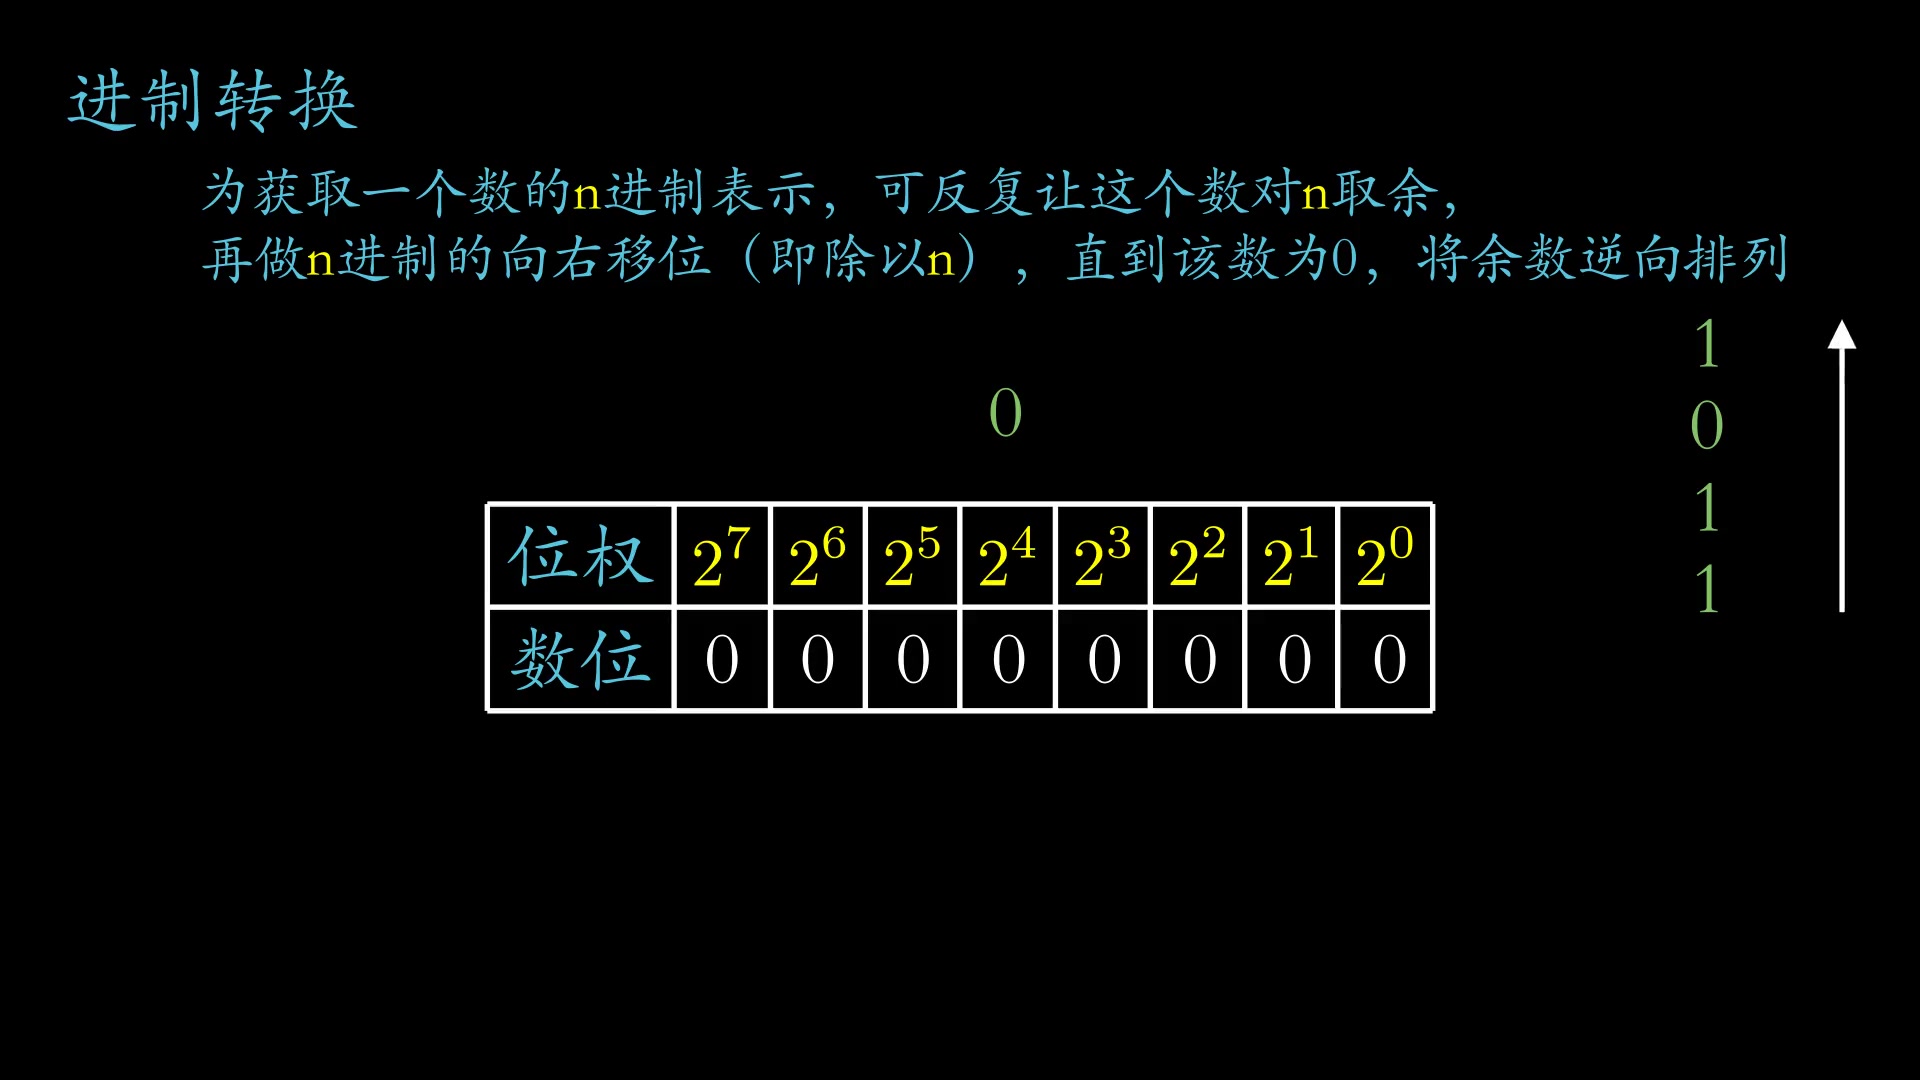 进制转换
为获取一个数的n进制表示，可反复让这个数对n取余，
再做n进制的向右移位（即除以n），直到该数为0，将余数逆向排列
1
0
0
1
1
位权 2^7 2^6 2^5 2^4 2^3 2^2 2^1 2^0
数位 0 0 0 0 0 0 0 0